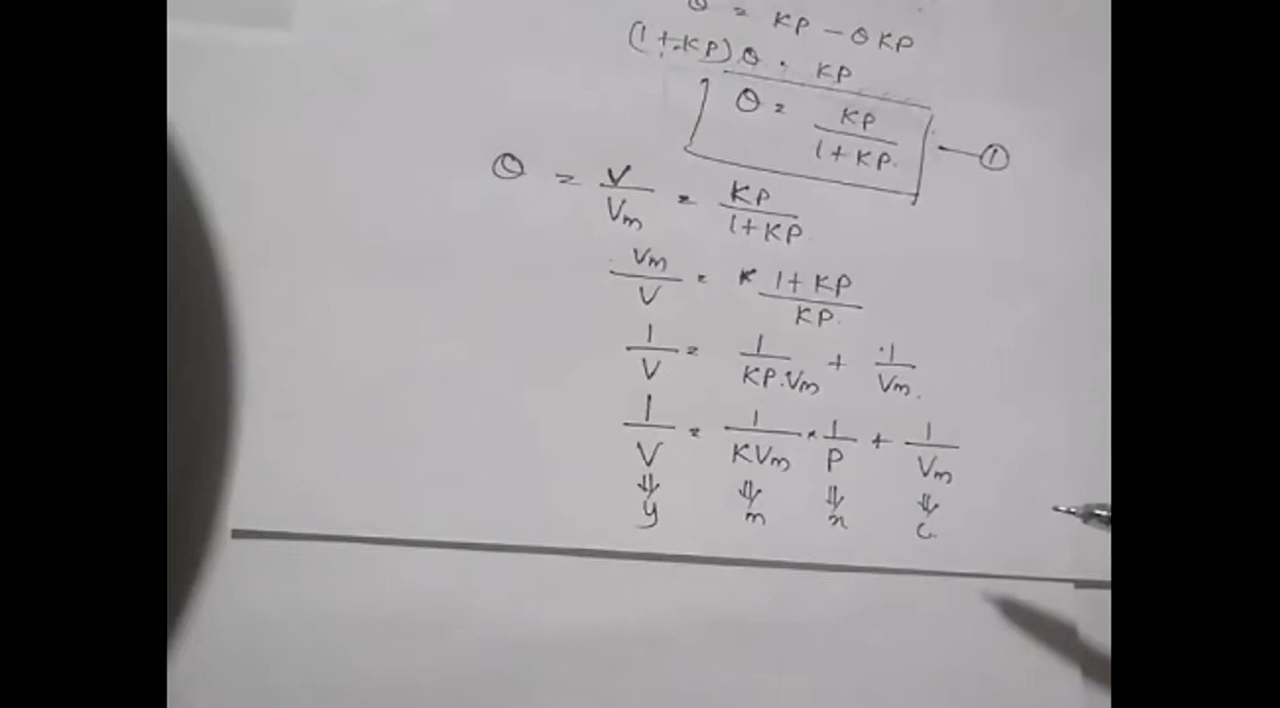 θ = KP - θ KP
(1 + KP) θ = KP
θ = KP / 1 + KP. — ①
θ = V / Vm = KP / 1 + KP
Vm / V = 1 + KP / KP.
1 / V = 1 / KP.Vm + 1 / Vm.
1 / V = 1 / KVm × 1 / P + 1 / Vm
⇓ ⇓ ⇓ ⇓
y m x c.